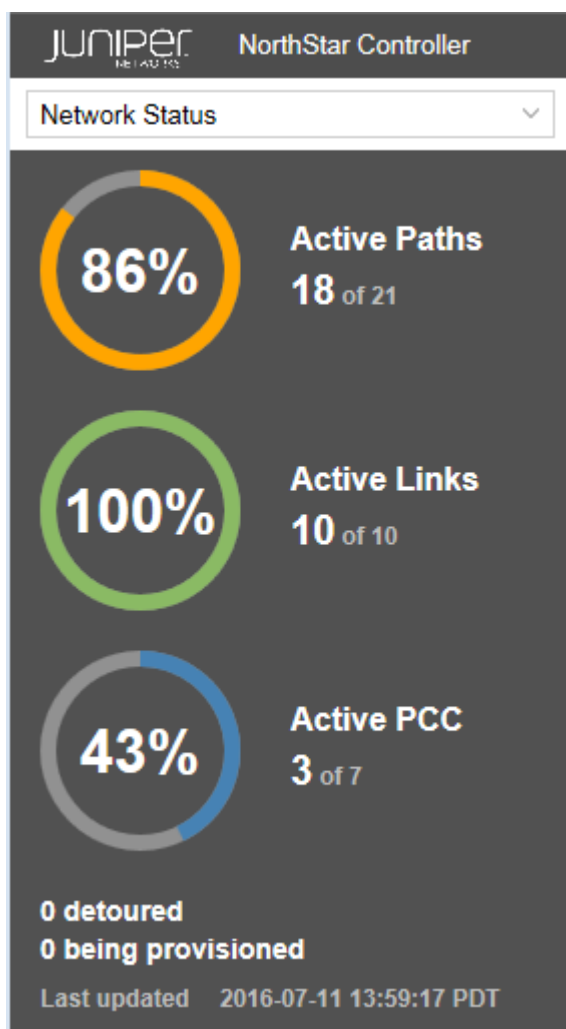 JUNIPER NETWORKS NorthStar Controller
Network Status
86%
Active Paths
18 of 21
100%
Active Links
10 of 10
43%
Active PCC
3 of 7
0 detoured
0 being provisioned
Last updated 2016-07-11 13:59:17 PDT